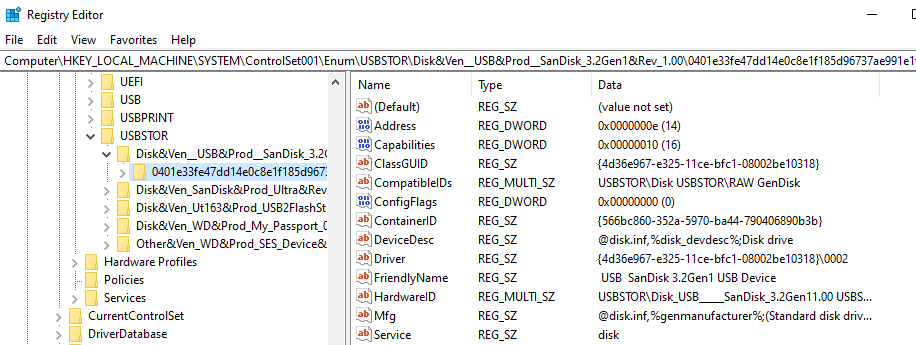 Registry Editor
File Edit View Favorites Help
Computer\HKEY_LOCAL_MACHINE\SYSTEM\ControlSet001\Enum\USBSTOR\Disk&Ven__USB&Prod__SanDisk_3.2Gen1&Rev_1.00\0401e33fe47dd14e0c8e1f185d96737ae991e1
UEFI
USB
USBPRINT
USBSTOR
Disk&Ven__USB&Prod__SanDisk_3.2G
0401e33fe47dd14e0c8e1f185d9673
Disk&Ven_SanDisk&Prod_Ultra&Rev
Disk&Ven_Ut163&Prod_USB2FlashSt
Disk&Ven_WD&Prod_My_Passport_0
Other&Ven_WD&Prod_SES_Device&
Hardware Profiles
Policies
Services
CurrentControlSet
DriverDatabase
Name Type Data
(Default) REG_SZ (value not set)
Address REG_DWORD 0x0000000e (14)
Capabilities REG_DWORD 0x00000010 (16)
ClassGUID REG_SZ {4d36e967-e325-11ce-bfc1-08002be10318}
CompatibleIDs REG_MULTI_SZ USBSTOR\Disk USBSTOR\RAW GenDisk
ConfigFlags REG_DWORD 0x00000000 (0)
ContainerID REG_SZ {566bc860-352a-5970-ba44-790406890b3b}
DeviceDesc REG_SZ @disk.inf,%disk_devdesc%;Disk drive
Driver REG_SZ {4d36e967-e325-11ce-bfc1-08002be10318}\0002
FriendlyName REG_SZ USB SanDisk 3.2Gen1 USB Device
HardwareID REG_MULTI_SZ USBSTOR\Disk_USB_____SanDisk_3.2Gen11.00 USBS...
Mfg REG_SZ @disk.inf,%genmanufacturer%;(Standard disk driv...
Service REG_SZ disk